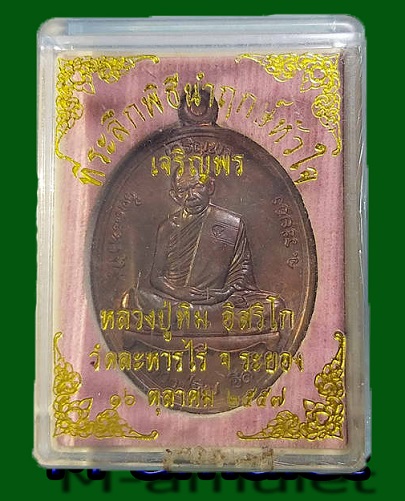 ที่ระลึกพิธีนำฤกษ์หัวใจ
เจริญพร
หลวงปู่ทิม อิสริโก
วัดละหารไร่ จ.ระยอง
๑๖ ตุลาคม ๒๕๕๗